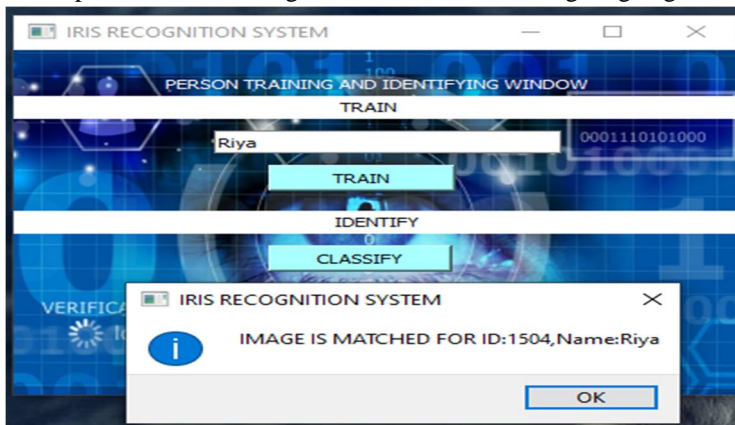 IRIS RECOGNITION SYSTEM
PERSON TRAINING AND IDENTIFYING WINDOW
TRAIN
Riya
0001110101000
TRAIN
IDENTIFY
CLASSIFY
IRIS RECOGNITION SYSTEM
IMAGE IS MATCHED FOR ID:1504,Name:Riya
OK